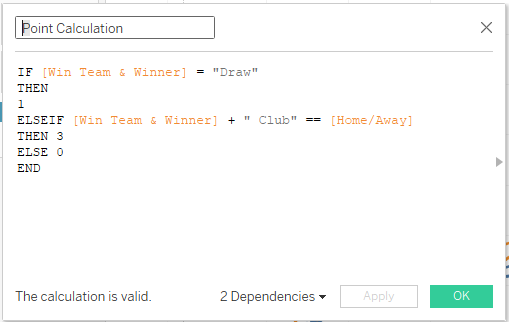 Point Calculation
IF [Win Team & Winner] = "Draw"
THEN
1
ELSEIF [Win Team & Winner] + " Club" == [Home/Away]
THEN 3
ELSE 0
END
The calculation is valid.
2 Dependencies
Apply
OK